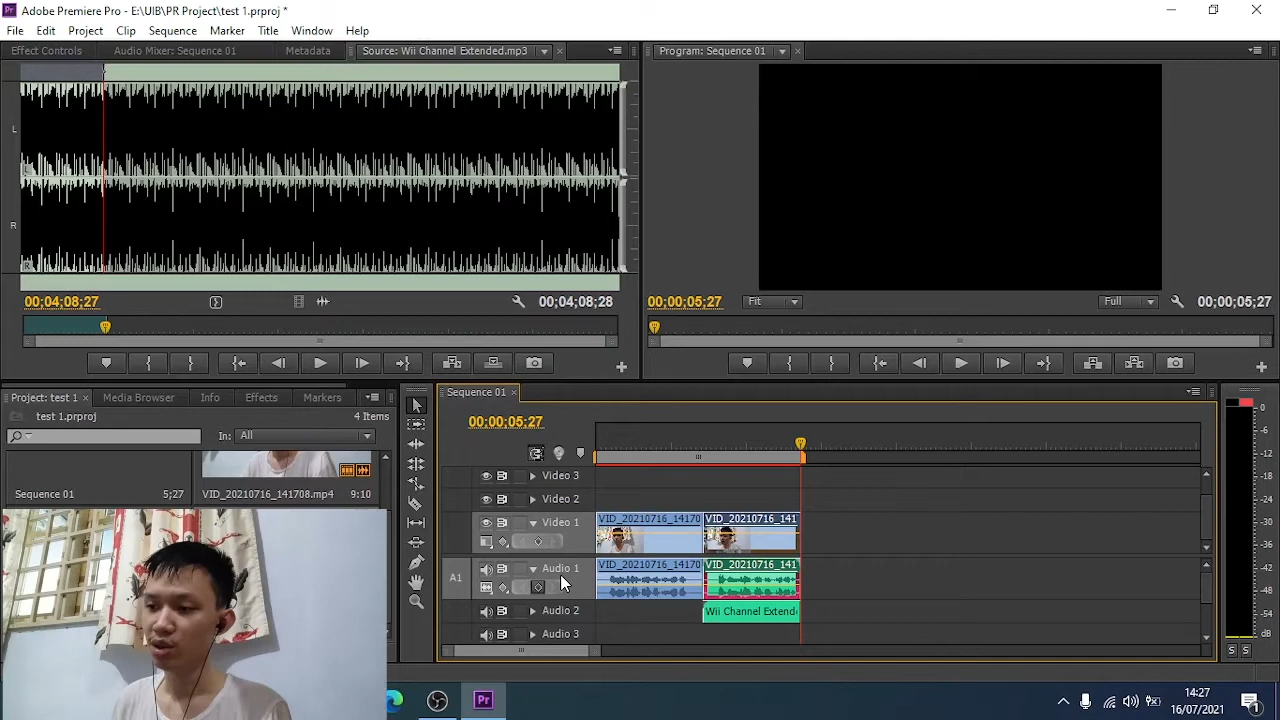 Pr Adobe Premiere Pro - E:\UIB\PR Project\test 1.prproj *
File Edit Project Clip Sequence Marker Title Window Help
Effect Controls Audio Mixer: Sequence 01 Metadata Source: Wii Channel Extended.mp3 Program: Sequence 01
L
R
00;04;08;27 00;04;08;28 00;00;05;27 Fit Full 00;00;05;27
Project: test 1 Media Browser Info Effects Markers Sequence 01
test 1.prproj 4 Items
In: All
Sequence 01 5;27 VID_20210716_141708.mp4 9:10
00;00;05;27
Video 3
Video 2
Video 1 VID_20210716_14170 VID_20210716_141
A1 Audio 1 VID_20210716_14170 VID_20210716_141
Audio 2 Wii Channel Extend
Audio 3
0
-6
-12
-18
-24
-30
-36
-42
-48
-54
dB
S S
Pr
14:27
16/07/2021
1